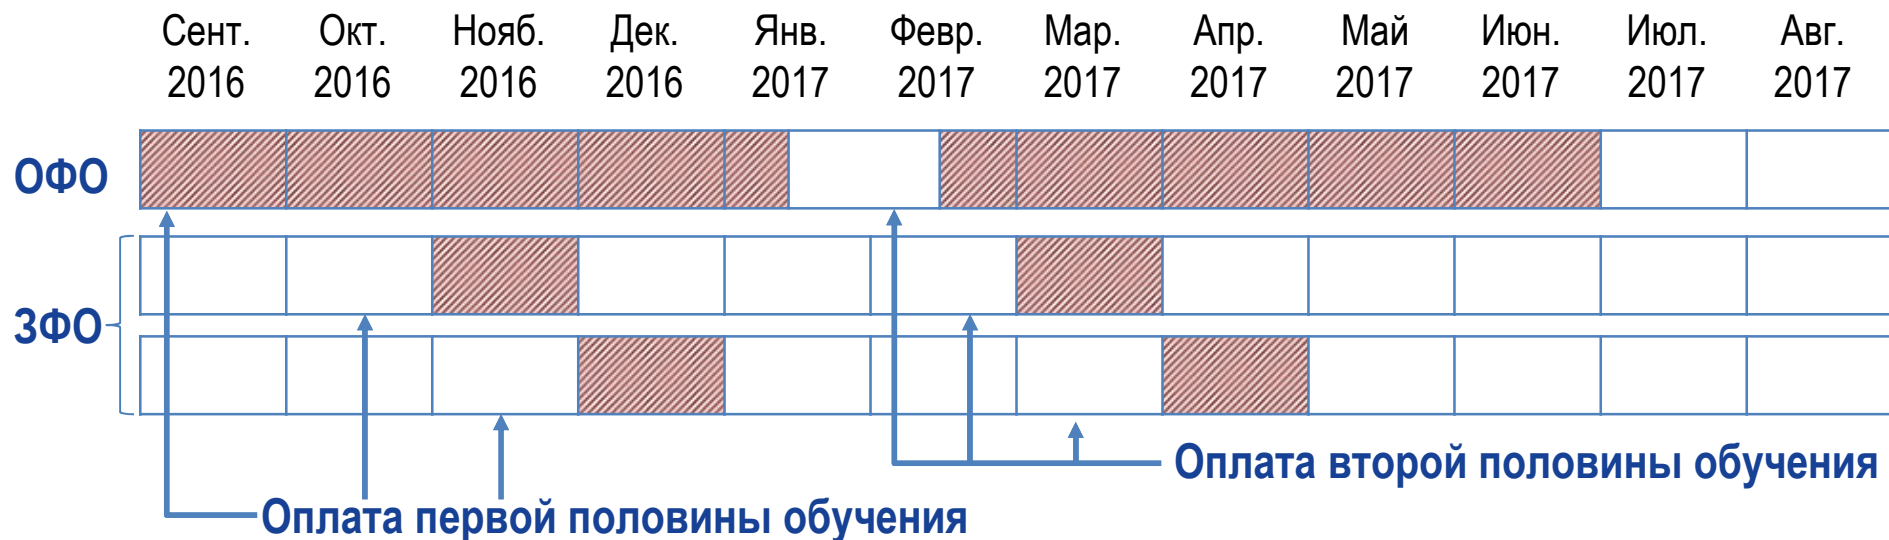 Сент. Окт. Нояб. Дек. Янв. Февр. Мар. Апр. Май Июн. Июл. Авг.
2016 2016 2016 2016 2017 2017 2017 2017 2017 2017 2017 2017
ОФО
ЗФО
Оплата второй половины обучения
Оплата первой половины обучения